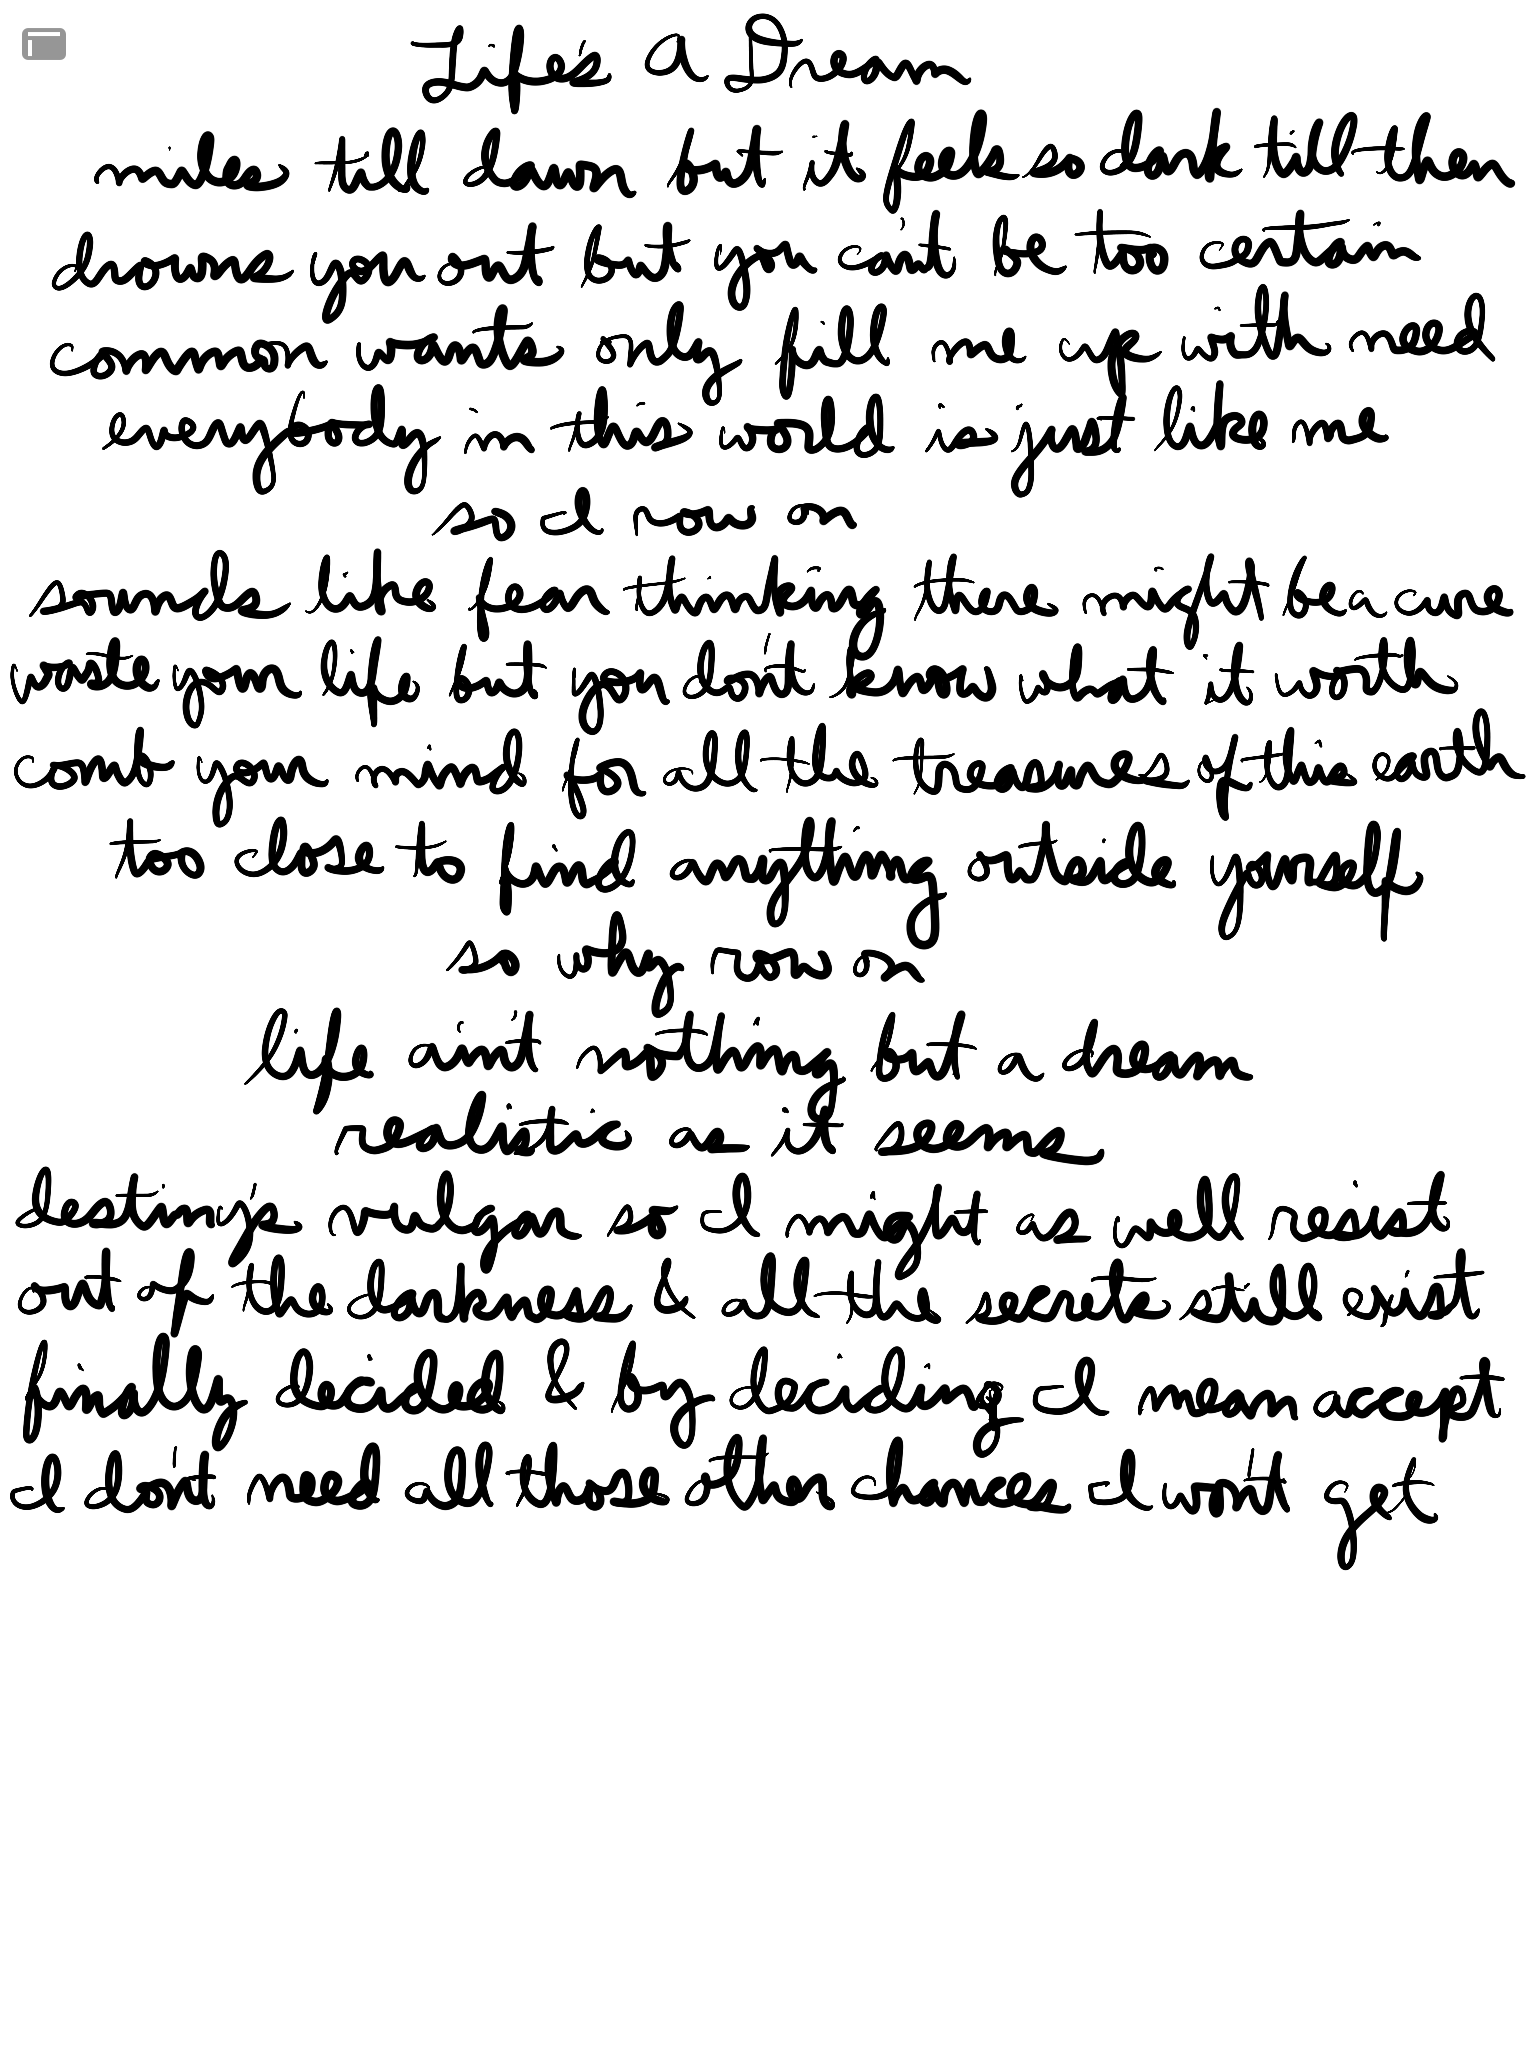 Life's A Dream
miles till dawn but it feels so dark till then
drowns you out but you can't be too certain
common wants only fill me up with need
everybody in this world is just like me
so I row on
sounds like fear thinking there might be a cure
waste your life but you don't know what it worth
comb your mind for all the treasures of this earth
too close to find anything outside yourself
so why row on
life ain't nothing but a dream
realistic as it seems
destiny's vulgar so I might as well resist
out of the darkness & all the secrets still exist
finally decided & by deciding I mean accept
I don't need all those other chances I won't get